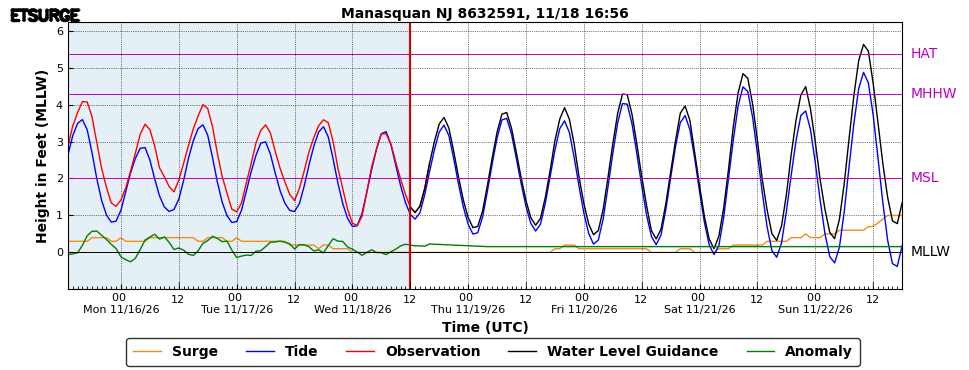 ETSURGE
Manasquan NJ 8632591, 11/18 16:56
Height in Feet (MLLW)
6
5
4
3
2
1
0
HAT
MHHW
MSL
MLLW
00 12 00 12 00 12 00 12 00 12 00 12 00 12
Mon 11/16/26 Tue 11/17/26 Wed 11/18/26 Thu 11/19/26 Fri 11/20/26 Sat 11/21/26 Sun 11/22/26
Time (UTC)
Surge Tide Observation Water Level Guidance Anomaly